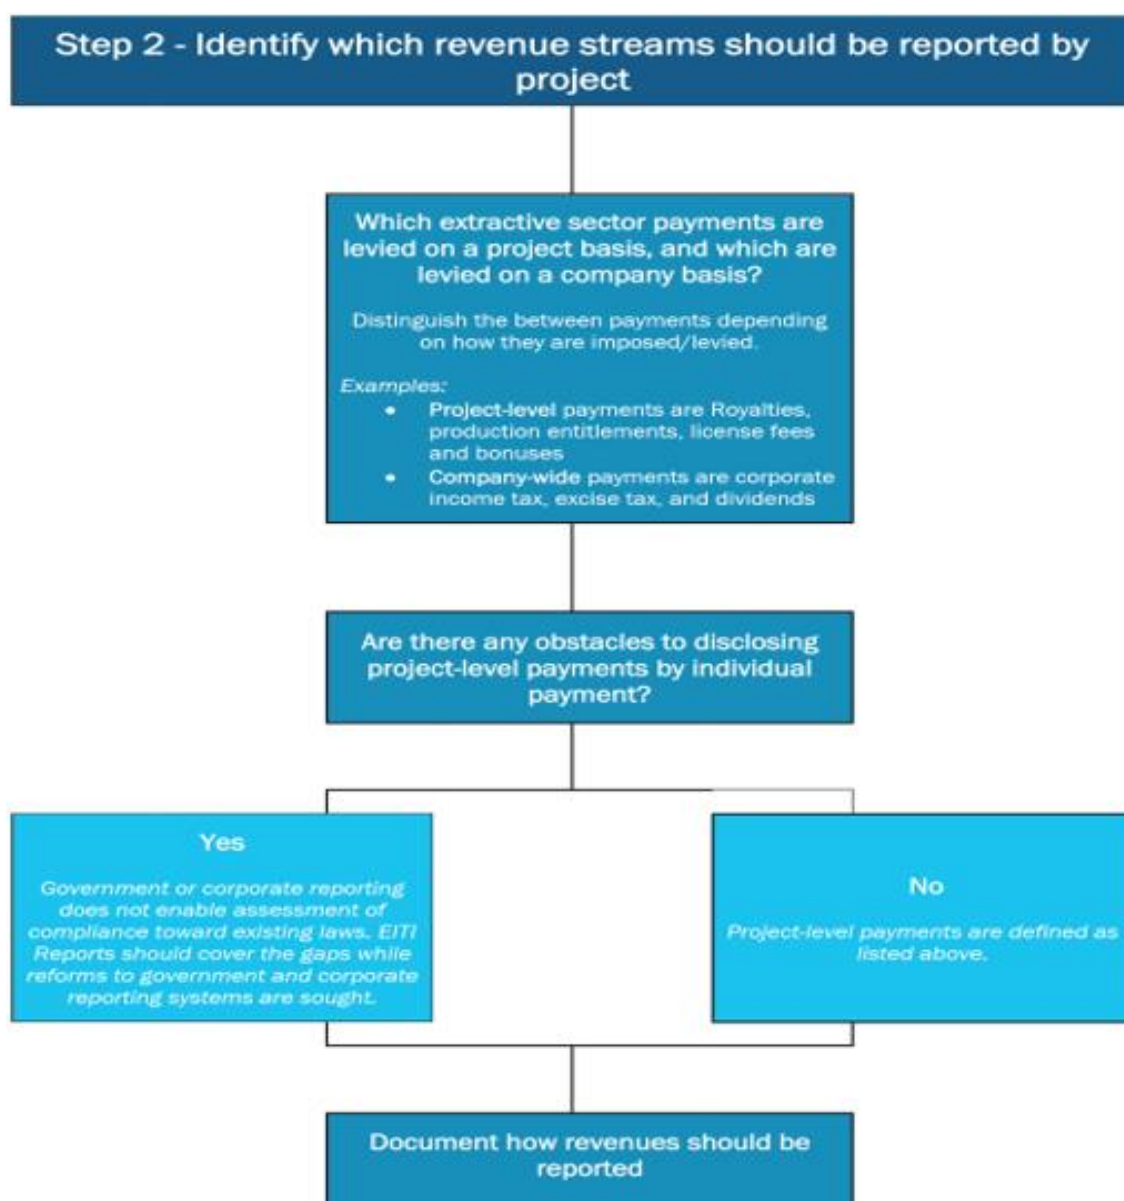 Step 2 - Identify which revenue streams should be reported by
project
Which extractive sector payments are
levied on a project basis, and which are
levied on a company basis?
Distinguish the between payments depending
on how they are imposed/levied.
Examples:
• Project-level payments are Royalties,
production entitlements, license fees
and bonuses
• Company-wide payments are corporate
income tax, excise tax, and dividends
Are there any obstacles to disclosing
project-level payments by individual
payment?
Yes
Government or corporate reporting
does not enable assessment of
compliance toward existing laws. EITI
Reports should cover the gaps while
reforms to government and corporate
reporting systems are sought.
No
Project-level payments are defined as
listed above.
Document how revenues should be
reported